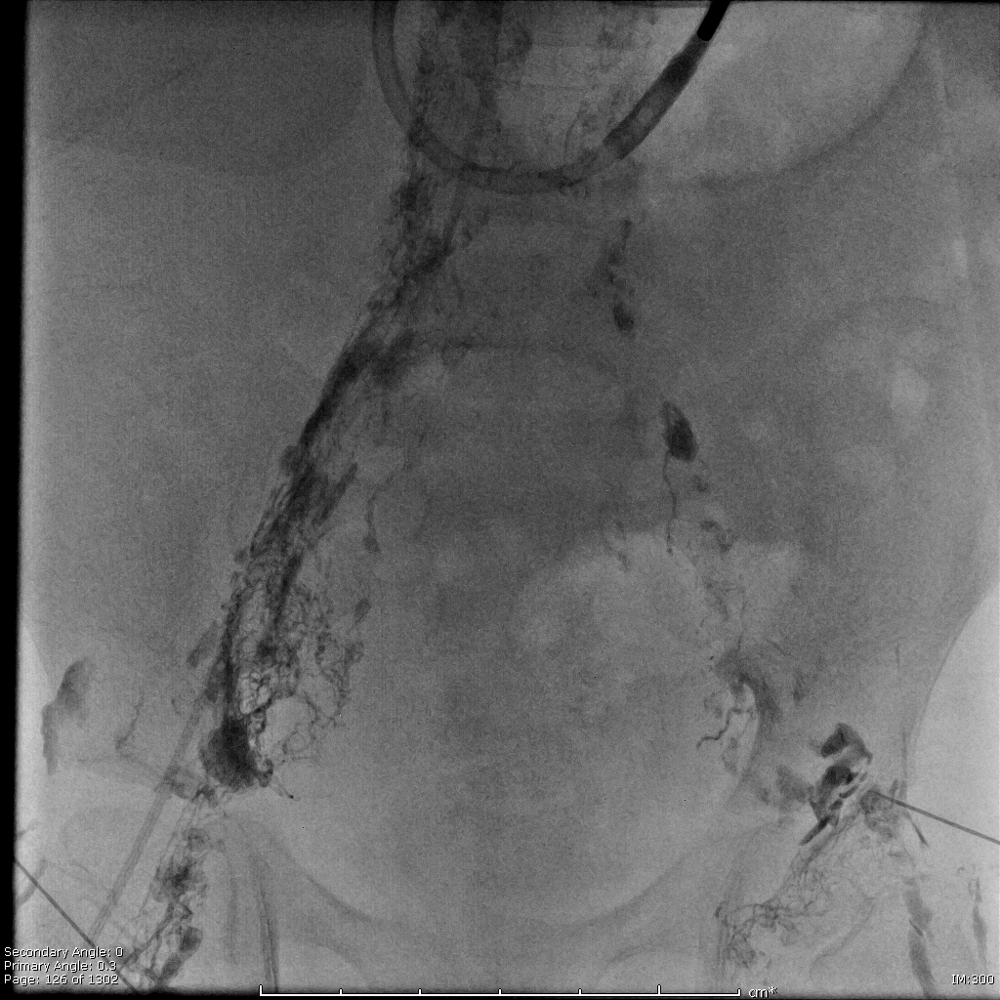 Secondary Angle: 0
Primary Angle: 0.3
Page: 126 of 1302
cm*
IM:300